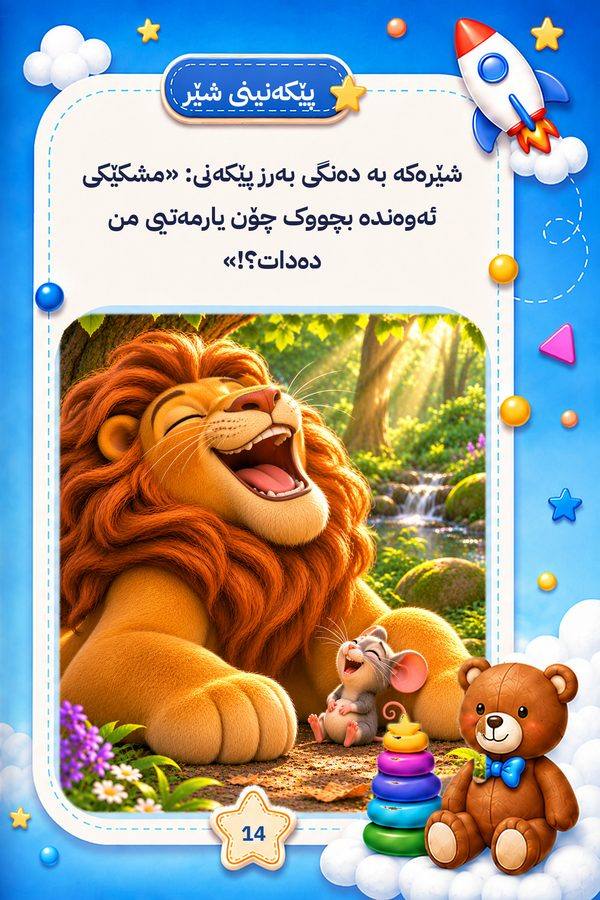 پێکەنینی شێر
شێرەکە بە دەنگی بەرز پێکەنی: «مشکێکی
ئەوەندە بچووک چۆن یارمەتیی من
دەدات؟!»
14